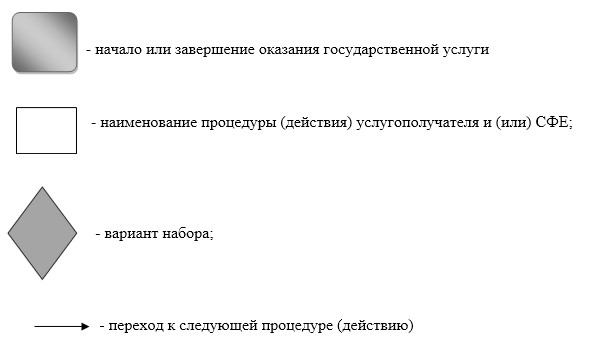 - начало или завершение оказания государственной услуги
- наименование процедуры (действия) услугополучателя и (или) СФЕ;
- вариант набора;
- переход к следующей процедуре (действию)